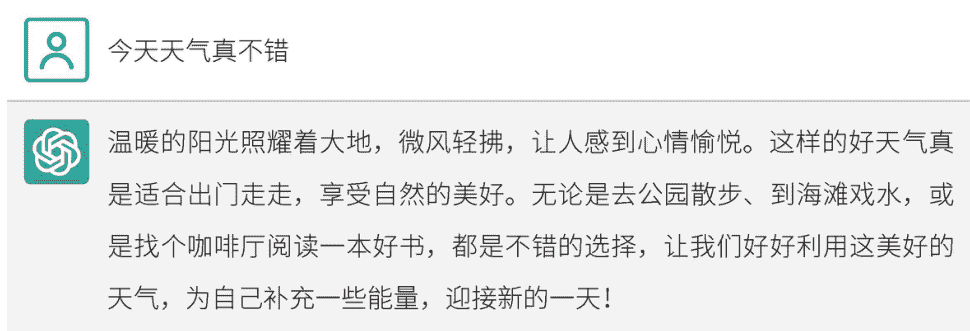 今天天气真不错
温暖的阳光照耀着大地，微风轻拂，让人感到心情愉悦。这样的好天气真
是适合出门走走，享受自然的美好。无论是去公园散步、到海滩戏水，或
是找个咖啡厅阅读一本好书，都是不错的选择，让我们好好利用这美好的
天气，为自己补充一些能量，迎接新的一天！